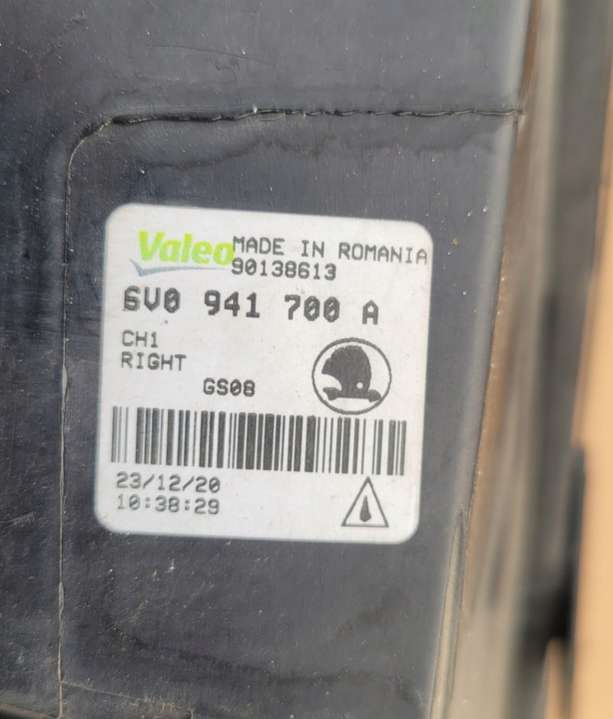 Valeo MADE IN ROMANIA
90138613
6V0 941 700 A
CH1
RIGHT
GS08
23/12/20
10:38:29